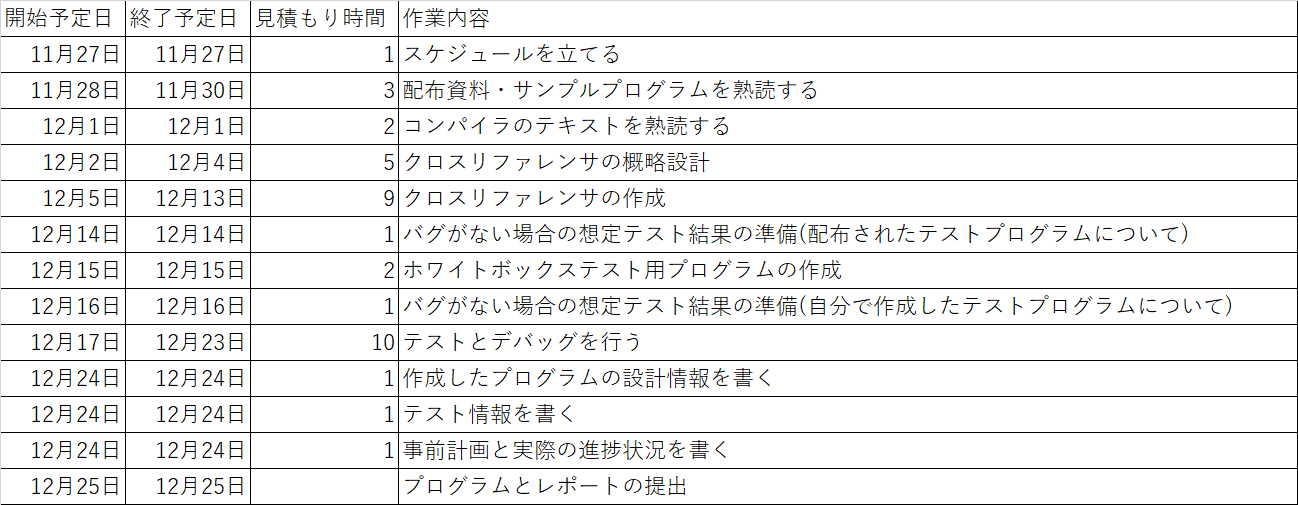 開始予定日 終了予定日 見積もり時間 作業内容
11月27日 11月27日 1 スケジュールを立てる
11月28日 11月30日 3 配布資料・サンプルプログラムを熟読する
12月1日 12月1日 2 コンパイラのテキストを熟読する
12月2日 12月4日 5 クロスリファレンサの概略設計
12月5日 12月13日 9 クロスリファレンサの作成
12月14日 12月14日 1 バグがない場合の想定テスト結果の準備(配布されたテストプログラムについて)
12月15日 12月15日 2 ホワイトボックステスト用プログラムの作成
12月16日 12月16日 1 バグがない場合の想定テスト結果の準備(自分で作成したテストプログラムについて)
12月17日 12月23日 10 テストとデバッグを行う
12月24日 12月24日 1 作成したプログラムの設計情報を書く
12月24日 12月24日 1 テスト情報を書く
12月24日 12月24日 1 事前計画と実際の進捗状況を書く
12月25日 12月25日 プログラムとレポートの提出